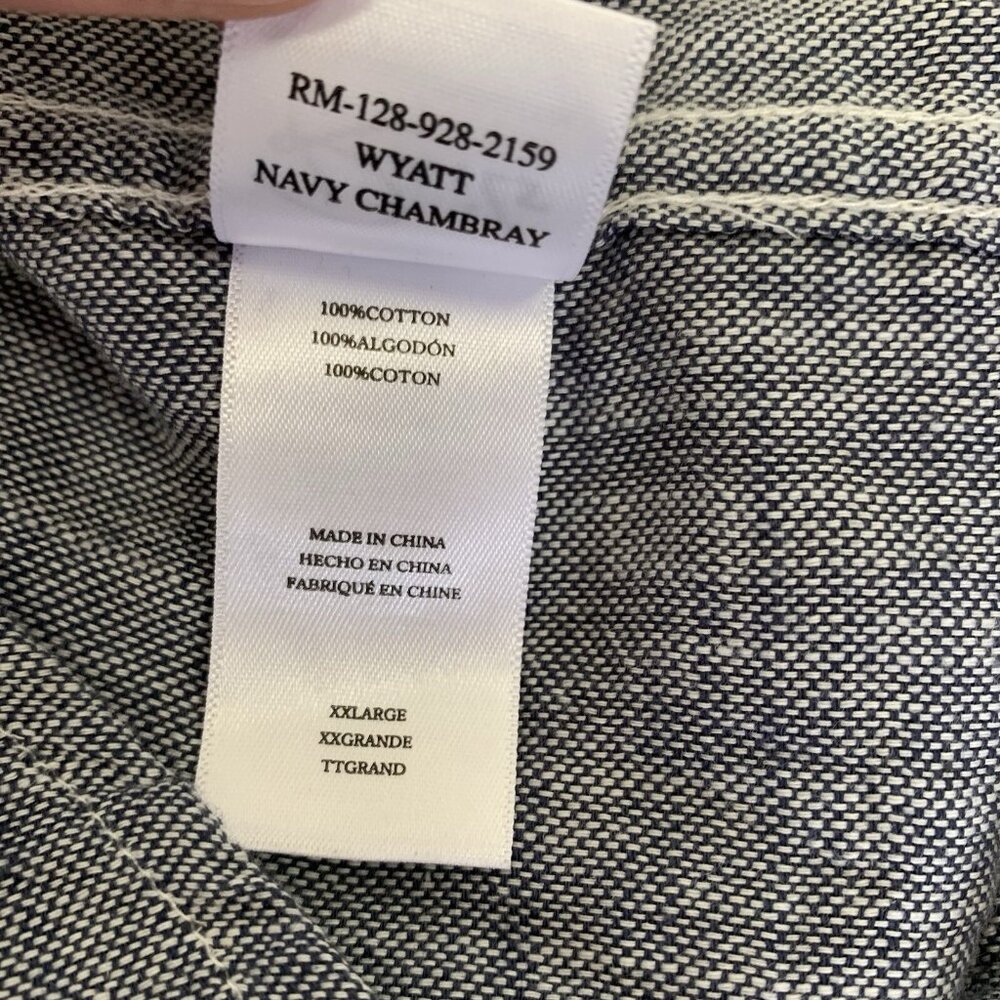 RM-128-928-2159
WYATT
NAVY CHAMBRAY
100%COTTON
100%ALGODÓN
100%COTON
MADE IN CHINA
HECHO EN CHINA
FABRIQUÉ EN CHINE
XXLARGE
XXGRANDE
TTGRAND